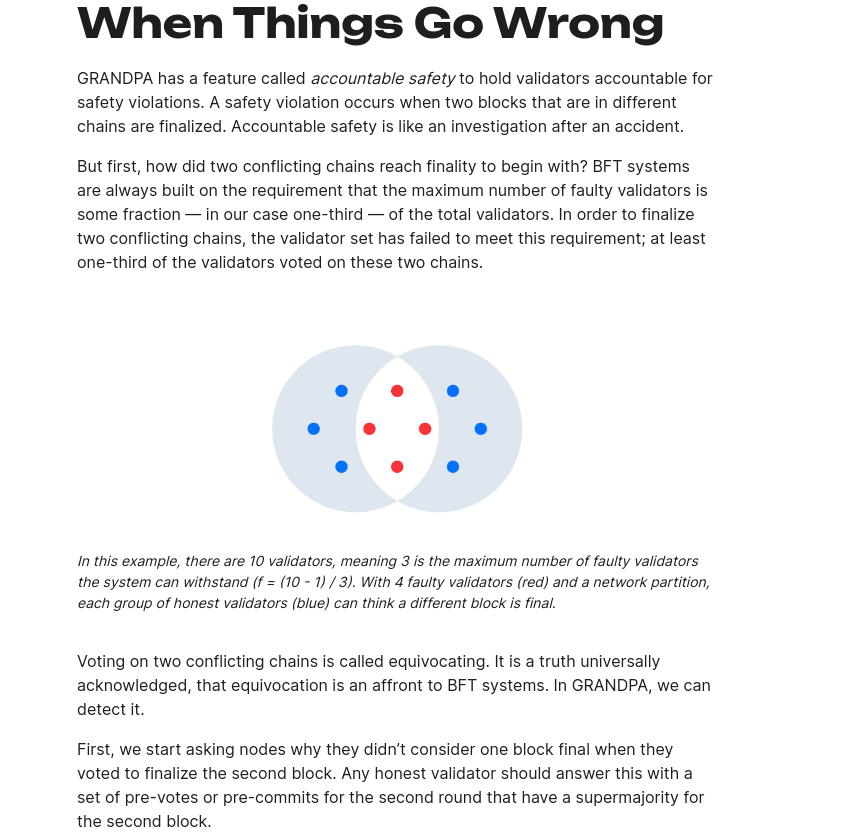 When Things Go Wrong
GRANDPA has a feature called accountable safety to hold validators accountable for
safety violations. A safety violation occurs when two blocks that are in different
chains are finalized. Accountable safety is like an investigation after an accident.
But first, how did two conflicting chains reach finality to begin with? BFT systems
are always built on the requirement that the maximum number of faulty validators is
some fraction — in our case one-third — of the total validators. In order to finalize
two conflicting chains, the validator set has failed to meet this requirement; at least
one-third of the validators voted on these two chains.
In this example, there are 10 validators, meaning 3 is the maximum number of faulty validators
the system can withstand (f = (10 - 1) / 3). With 4 faulty validators (red) and a network partition,
each group of honest validators (blue) can think a different block is final.
Voting on two conflicting chains is called equivocating. It is a truth universally
acknowledged, that equivocation is an affront to BFT systems. In GRANDPA, we can
detect it.
First, we start asking nodes why they didn’t consider one block final when they
voted to finalize the second block. Any honest validator should answer this with a
set of pre-votes or pre-commits for the second round that have a supermajority for
the second block.